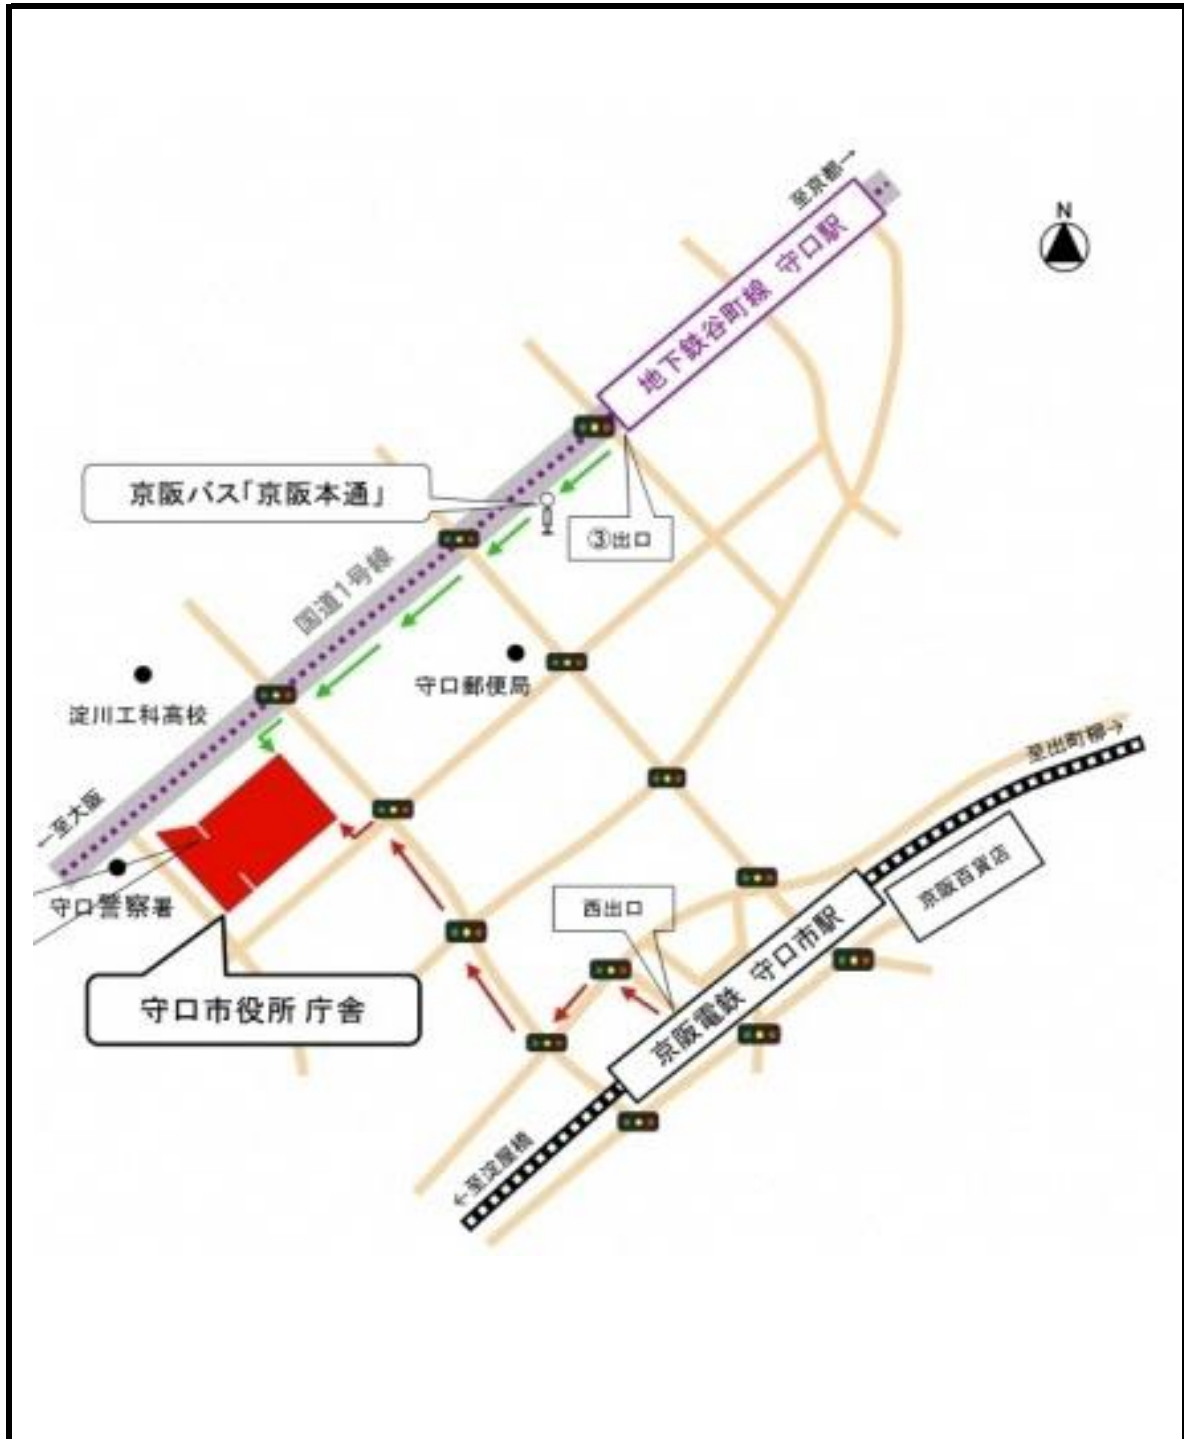 至京都→
N
地下鉄谷町線 守口駅
京阪バス「京阪本通」
③出口
国道1号線
守口郵便局
淀川工科高校
至出町柳→
←至大阪
京阪百貨店
守口警察署
西出口
守口市役所 庁舎
京阪電鉄 守口市駅
←至淀屋橋